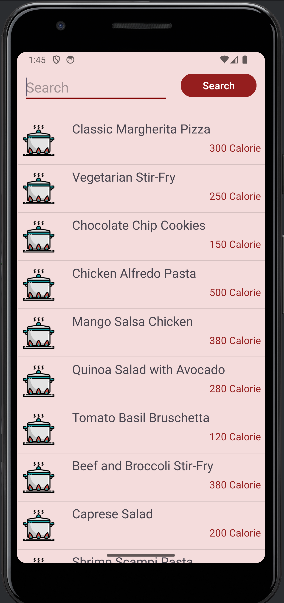 1:45
Search
Search
Classic Margherita Pizza
300 Calorie
Vegetarian Stir-Fry
250 Calorie
Chocolate Chip Cookies
150 Calorie
Chicken Alfredo Pasta
500 Calorie
Mango Salsa Chicken
380 Calorie
Quinoa Salad with Avocado
280 Calorie
Tomato Basil Bruschetta
120 Calorie
Beef and Broccoli Stir-Fry
380 Calorie
Caprese Salad
200 Calorie
Shrimp Scampi Pasta